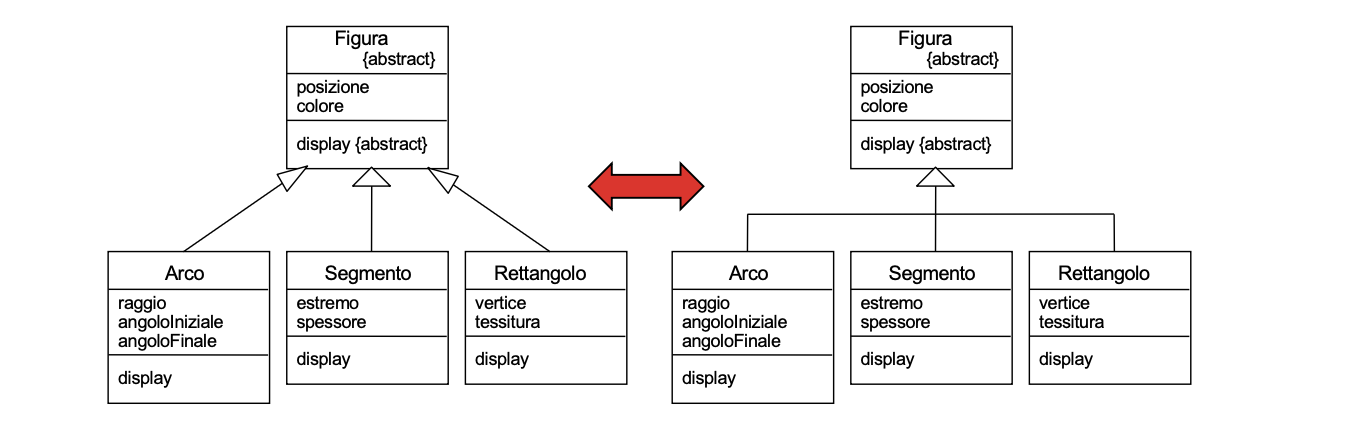 Figura
{abstract}
posizione
colore
display {abstract}
Arco
raggio
angoloIniziale
angoloFinale
display
Segmento
estremo
spessore
display
Rettangolo
vertice
tessitura
display
Figura
{abstract}
posizione
colore
display {abstract}
Arco
raggio
angoloIniziale
angoloFinale
display
Segmento
estremo
spessore
display
Rettangolo
vertice
tessitura
display